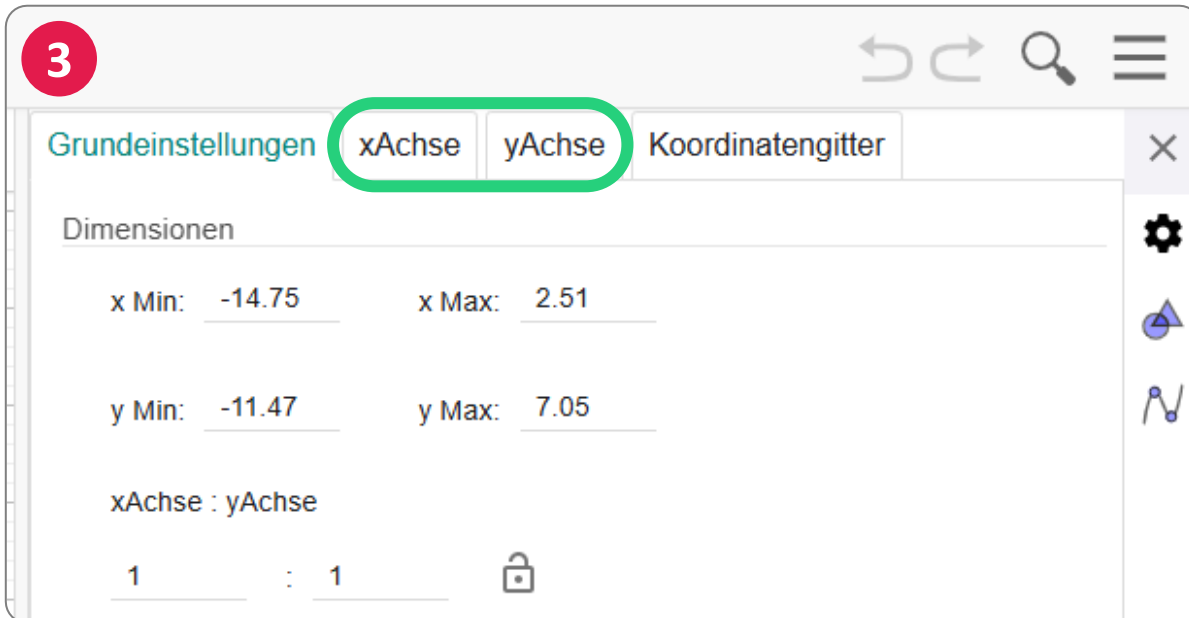 3
Grundeinstellungen xAchse yAchse Koordinatengitter
Dimensionen
x Min: -14.75 x Max: 2.51
y Min: -11.47 y Max: 7.05
xAchse : yAchse
1 : 1